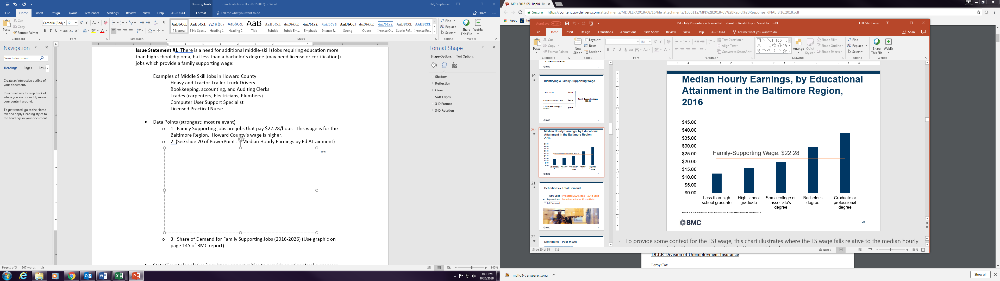 Candidate Issue Doc-8-15 (002) - Word
Drawing Tools
Hill, Stephanie
File Home Insert Design Layout References Mailings Review View Help ACROBAT Format Tell me what you want to do Share
Paste
Cut
Copy
Format Painter
Cambria (Body 12
Clipboard Font Paragraph Styles Editing WebEx
¶ Normal ¶ No Spac... Heading 1 Heading 2 Title Subtitle Subtle Em... Emphasis Intense E... Strong Quote Intense Q... Subtle Ref... Intense Re...
Find
Replace
Select
Share This File
WebEx
Navigation
Search document
Headings Pages Resul
Create an interactive outline of
your document.
It's a great way to keep track of
where you are or quickly move
your content around.
To get started, go to the Home
tab and apply Heading styles to
the headings in your document.
Issue Statement #1 There is a need for additional middle-skill (Jobs requiring education more
than high school diploma, but less than a bachelor's degree [may need license or certification])
jobs which provide a family supporting wage:
Examples of Middle Skill Jobs in Howard County
Heavy and Tractor Trailer Truck Drivers
Bookkeeping, accounting, and Auditing Clerks
Trades (carpenters, Electricians, Plumbers)
Computer User Support Specialist
Licensed Practical Nurse
• Data Points (strongest; most relevant)
o 1 Family Supporting jobs are jobs that pay $22.28/hour. This wage is for the
Baltimore Region. Howard County's wage is higher.
o 2 (See slide 20 of PowerPoint .... Median Hourly Earnings by Ed Attainment)
o 3. Share of Demand for Family Supporting Jobs (2016-2026) (Use graphic on
page 145 of BMC report)
Format Shape
Shape Options Text Options
Shadow
Reflection
Glow
Soft Edges
3-D Format
3-D Rotation
Page 1 of 3 507 words
140%
3:41 PM
8/20/2018
MPI+2018-05+Rapid+Re
Secure https://content.govdelivery.com/attachments/MDDLLR/2018/08/16/file_attachments/1056112/MPI%2B2018-05%2BRapid%2BResponse_FINAL_8.16.2018.pdf
Apps
AutoSave Off
FSJ - July Presentation Formatted To Print - Read-Only - Saved to this PC
Hill, Stephanie
File Home Insert Design Transitions Animations Slide Show Review View Help ACROBAT Tell me what you want to do Share
Paste
Cut
Copy
Format Painter
New Slide
Layout
Reset
Section
18+
Text Direction
Align Text
Convert to SmartArt
Arrange
Quick Styles
Shape Fill
Shape Outline
Shape Effects
Find
Replace
Select
Share This File
WebEx
Clipboard Slides Font Paragraph Drawing Editing WebEx
• Local Workforce Area
BMC
19
Identifying a Family-Supporting Wage
Family-Supporting Wage
$22.28
BMC
20
Median Hourly Earnings, by Educational
Attainment in the Baltimore Region,
2016
Family-Supporting Wage: $22.28
BMC
21
Definitions – Total Demand
New Jobs : Projected 2026 Jobs – 2016 Jobs
+ Separations : Transfers + Labor Force Exits
Total Demand
BMC
22
Definitions – Peer MSAs
Median Hourly Earnings, by Educational
Attainment in the Baltimore Region,
2016
$45.00
$40.00
$35.00
$30.00
$25.00
$20.00
$15.00
$10.00
$5.00
$0.00
Family-Supporting Wage: $22.28
Less than high school graduate
High school graduate
Some college or associate's degree
Bachelor's degree
Graduate or professional degree
Source: U.S. Census Bureau, American Community Survey 1-Year Estimates, Table B20004.
BMC
20
- To provide some context for the FSJ wage, this chart illustrates where the FS wage falls relative to the median hourly
Slide 20 of 54
Notes
86%
DLLR Division of Unemployment Insurance
Leroy Cox
mcffg3-transpare....png
Show all